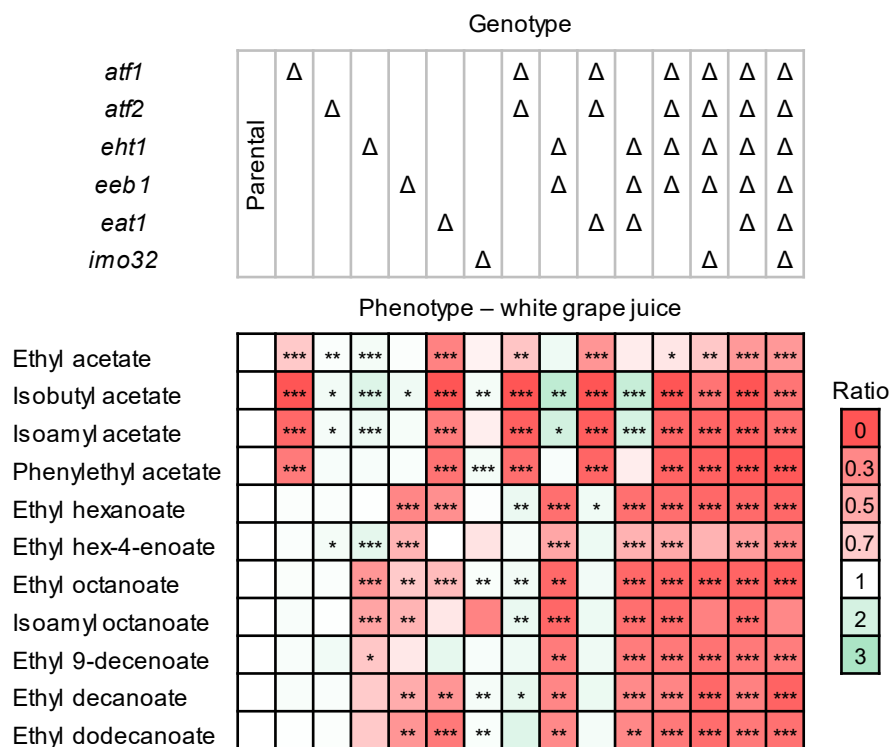 Genotype
Parental
atf1 Δ Δ Δ Δ Δ Δ Δ
atf2 Δ Δ Δ Δ Δ Δ Δ
eht1 Δ Δ Δ Δ Δ Δ Δ
eeb1 Δ Δ Δ Δ Δ Δ Δ
eat1 Δ Δ Δ Δ Δ
imo32 Δ Δ Δ
Phenotype – white grape juice
Ethyl acetate *** ** *** *** ** *** * ** *** ***
Isobutyl acetate *** * *** * *** ** *** ** *** *** *** *** *** ***
Isoamyl acetate *** * *** *** *** * *** *** *** *** *** ***
Phenylethyl acetate *** *** *** *** *** *** *** *** ***
Ethyl hexanoate *** *** ** *** * *** *** *** *** ***
Ethyl hex-4-enoate * *** *** *** *** *** *** ***
Ethyl octanoate *** ** *** ** ** ** *** *** *** *** ***
Isoamyl octanoate *** ** ** *** *** *** ***
Ethyl 9-decenoate * ** *** *** *** *** ***
Ethyl decanoate ** ** ** * ** *** *** *** *** ***
Ethyl dodecanoate ** *** ** ** ** *** *** *** ***
Ratio
0
0.3
0.5
0.7
1
2
3